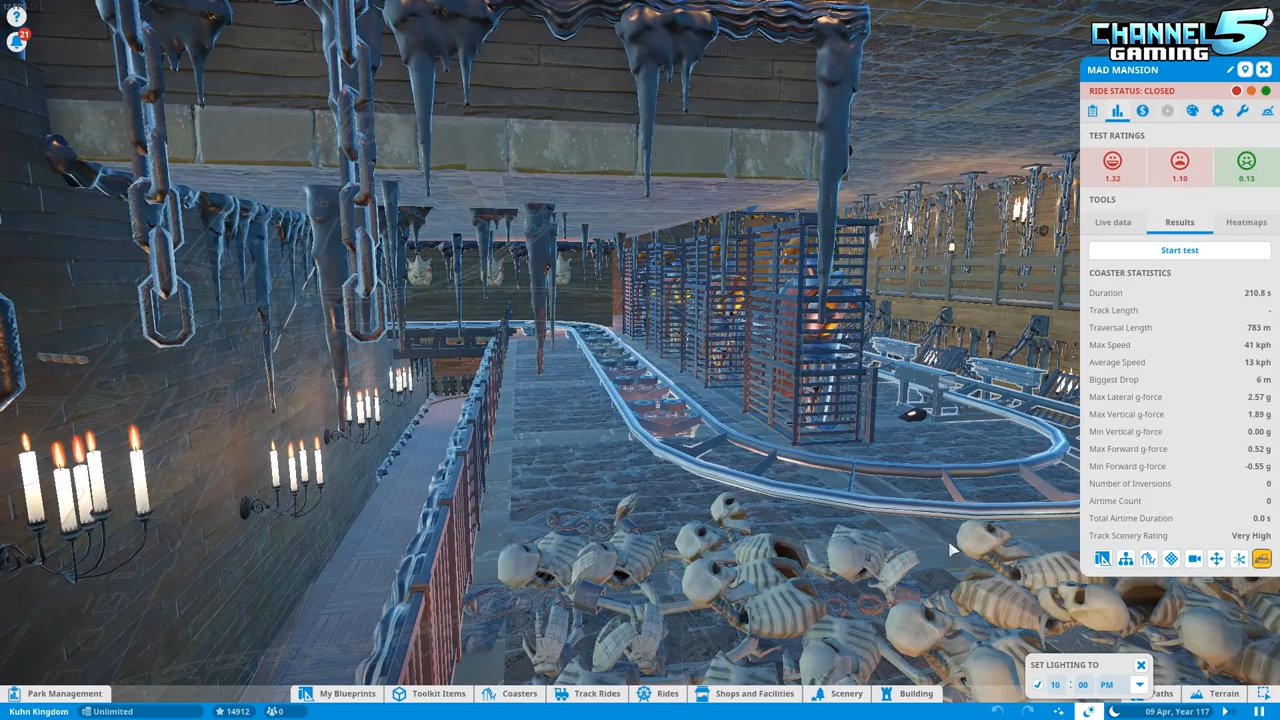 ?
21
CHANNEL 5
GAMING
MAD MANSION
RIDE STATUS: CLOSED
TEST RATINGS
1.32 1.10 0.13
TOOLS
Live data Results Heatmaps
Start test
COASTER STATISTICS
Duration 210.8 s
Track Length -
Traversal Length 783 m
Max Speed 41 kph
Average Speed 13 kph
Biggest Drop 6 m
Max Lateral g-force 2.57 g
Max Vertical g-force 1.89 g
Min Vertical g-force 0.00 g
Max Forward g-force 0.52 g
Min Forward g-force -0.55 g
Number of Inversions 0
Airtime Count 0
Total Airtime Duration 0.0 s
Track Scenery Rating Very High
SET LIGHTING TO
10 : 00 PM
Park Management My Blueprints Toolkit Items Coasters Track Rides Rides Shops and Facilities Scenery Building Paths Terrain
Kuhn Kingdom Unlimited 14912 0 09 Apr, Year 117